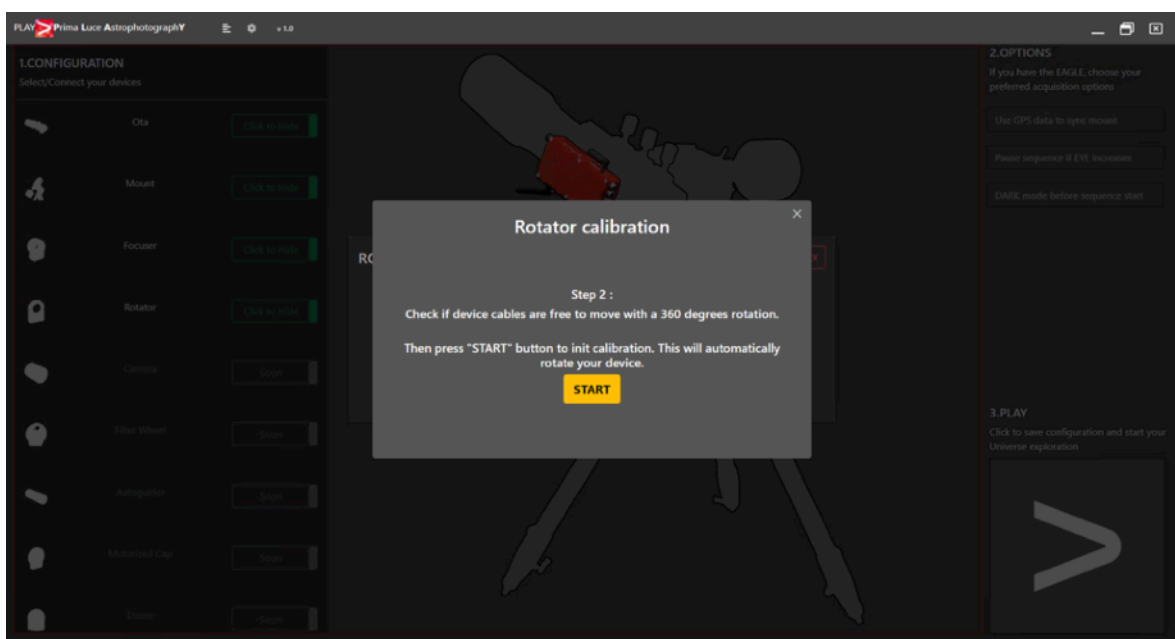 PLAY > Prima Luce AstrophotographY
v 1.0
1.CONFIGURATION
Select/Connect your devices
Ota
Click to Hide
Mount
Click to Hide
Focuser
Click to Hide
Rotator
Click to Hide
Camera
Soon
Filter Wheel
Soon
Autoguider
Soon
Motorized Cap
Soon
Dome
Soon
RO
X
Rotator calibration
Step 2 :
Check if device cables are free to move with a 360 degrees rotation.
Then press "START" button to init calibration. This will automatically
rotate your device.
START
2.OPTIONS
If you have the EAGLE, choose your
preferred acquisition options
Use GPS data to sync mount
Pause sequence if EYE increases
DARK mode before sequence start
3.PLAY
Click to save configuration and start your
Universe exploration